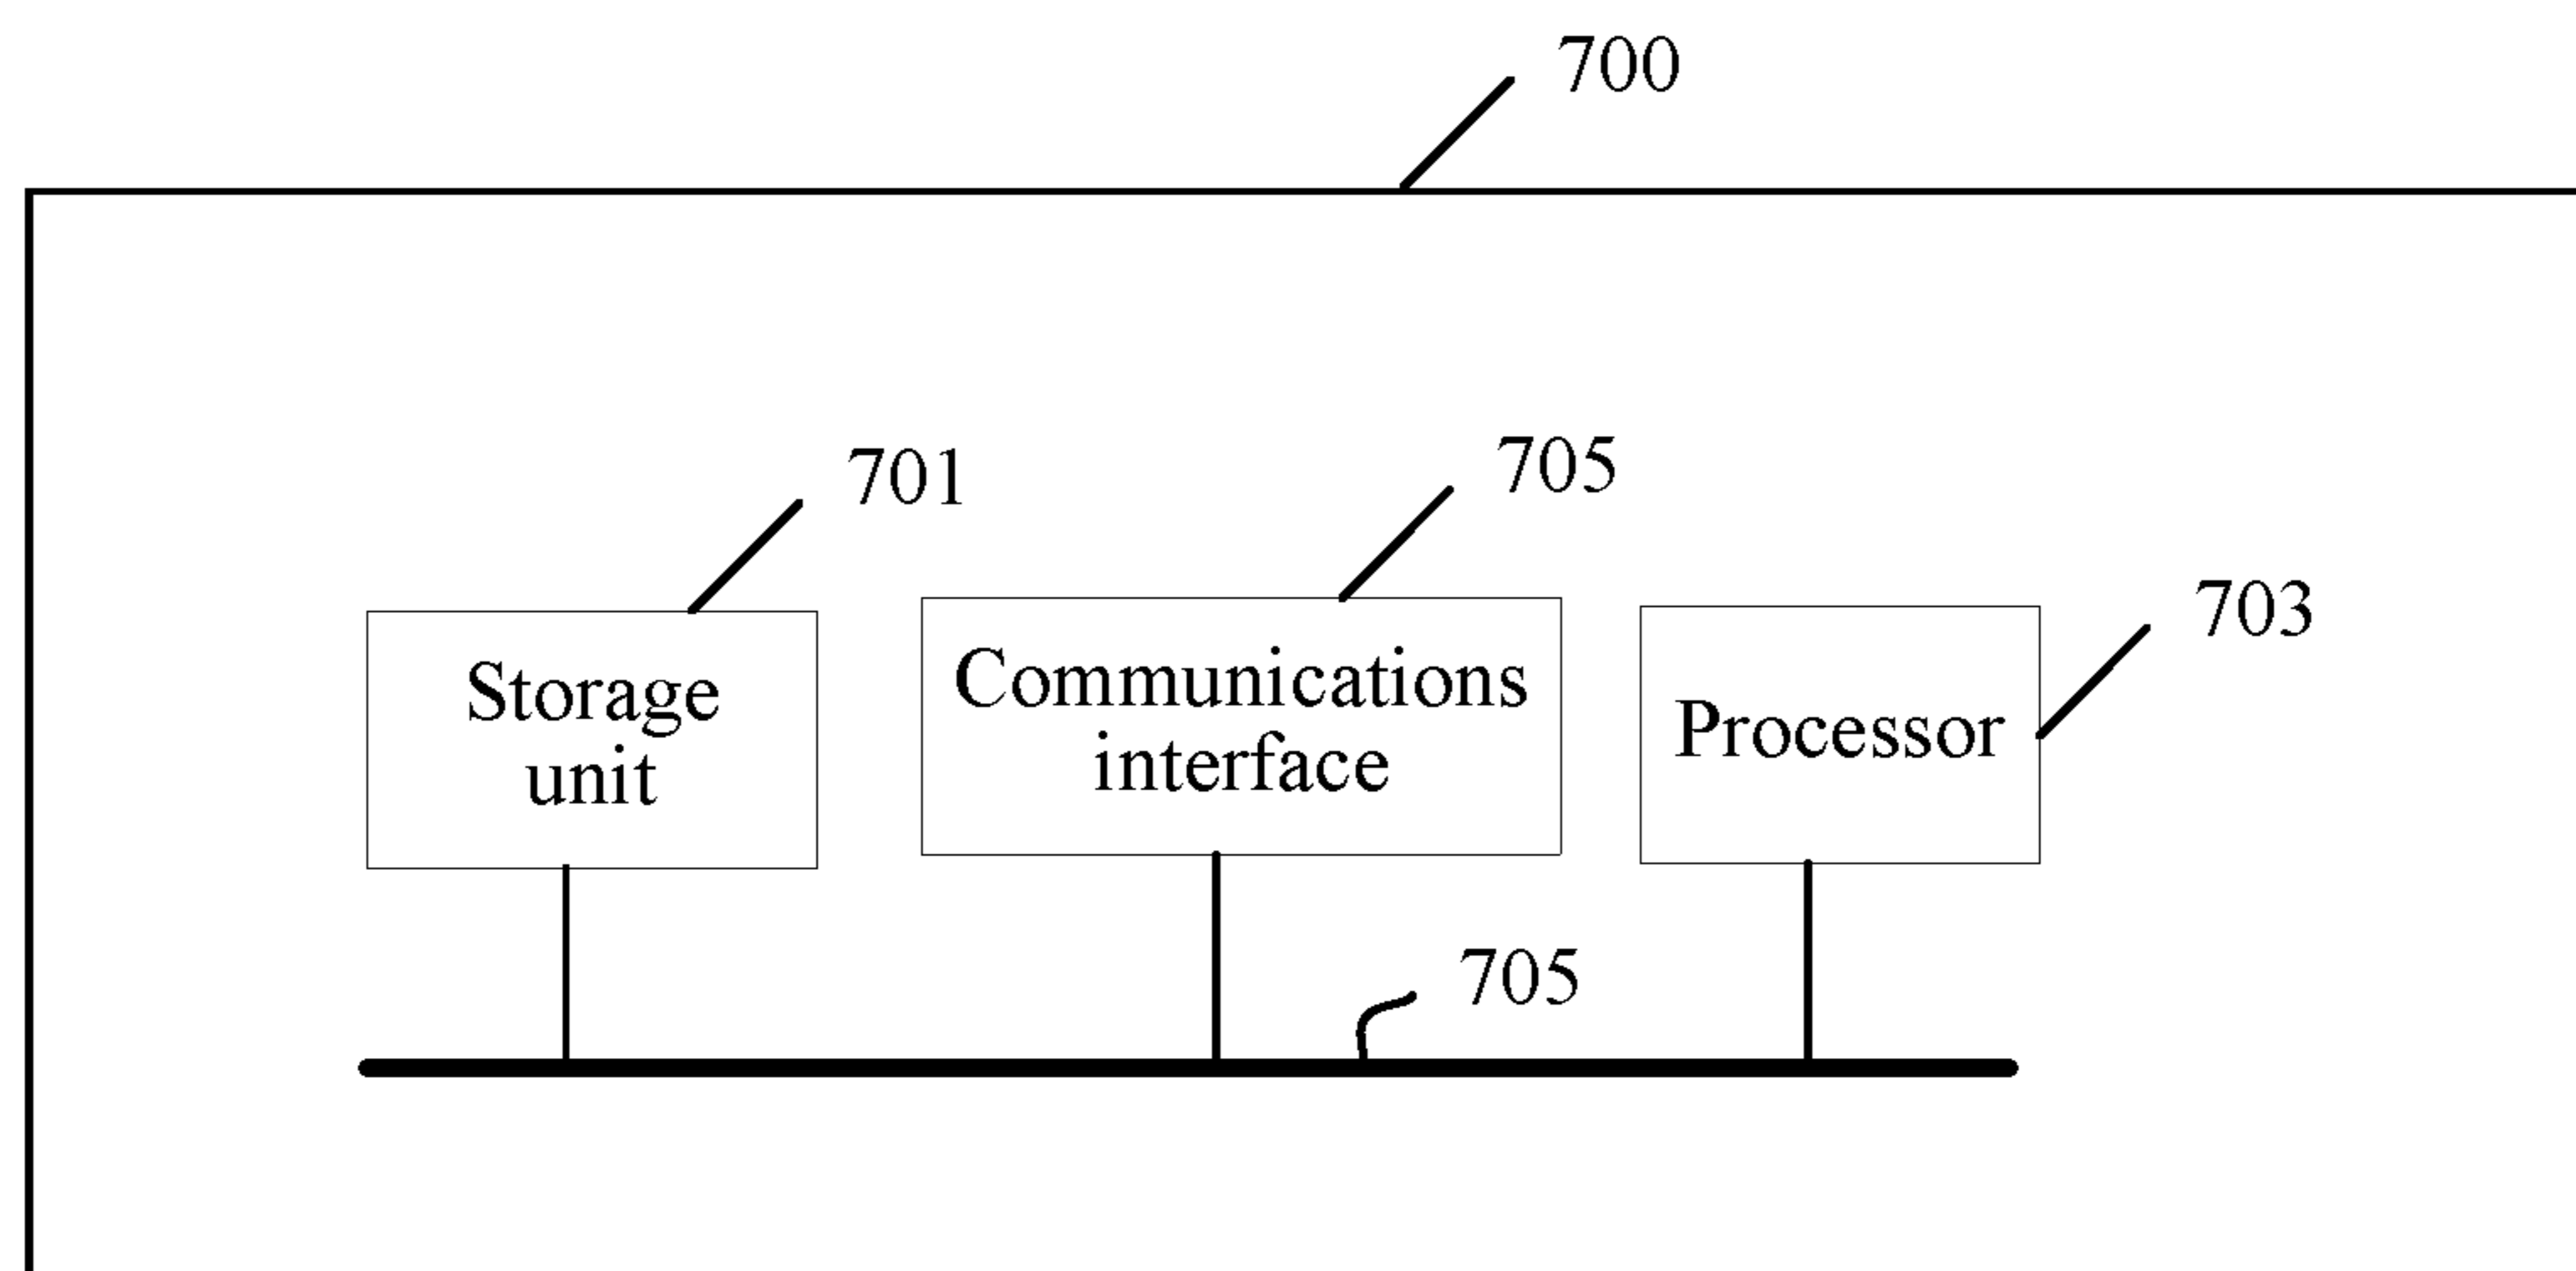 700
701
705
703
Storage
unit
Communications
interface
Processor
705